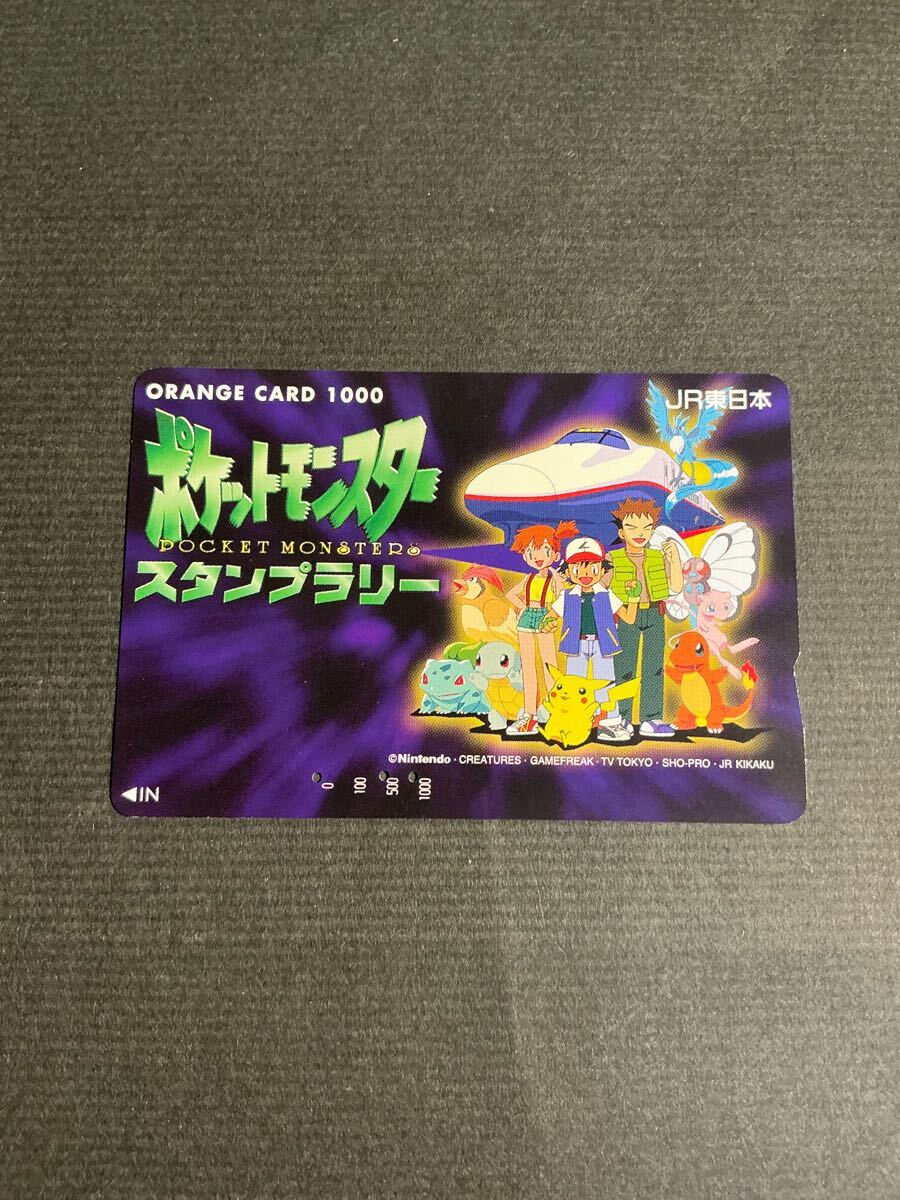 ORANGE CARD 1000
JR東日本
ポケットモンスター
POCKET MONSTERS
スタンプラリー
©Nintendo・CREATURES・GAMEFREAK・TV TOKYO・SHO-PRO・JR KIKAKU
◀IN
0 100 500 1000